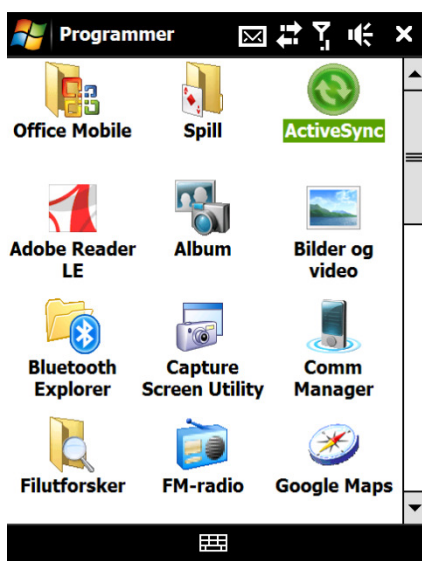 Programmer
Office Mobile
Spill
ActiveSync
Adobe Reader
LE
Album
Bilder og
video
Bluetooth
Explorer
Capture
Screen Utility
Comm
Manager
Filutforsker
FM-radio
Google Maps